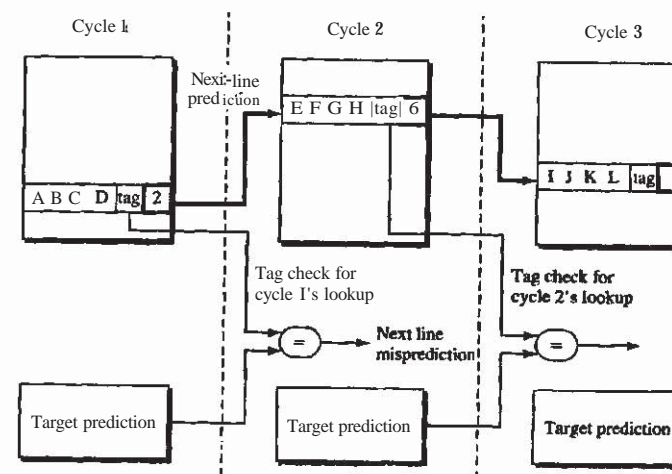 Cycle 1
Cycle 2
Cycle 3
Next-line
prediction
E F G H |tag| 6
A B C D tag 2
I J K L tag
Tag check for
cycle I's lookup
Tag check for
cycle 2's lookup
=
Next line
misprediction
=
Target prediction
Target prediction
Target prediction